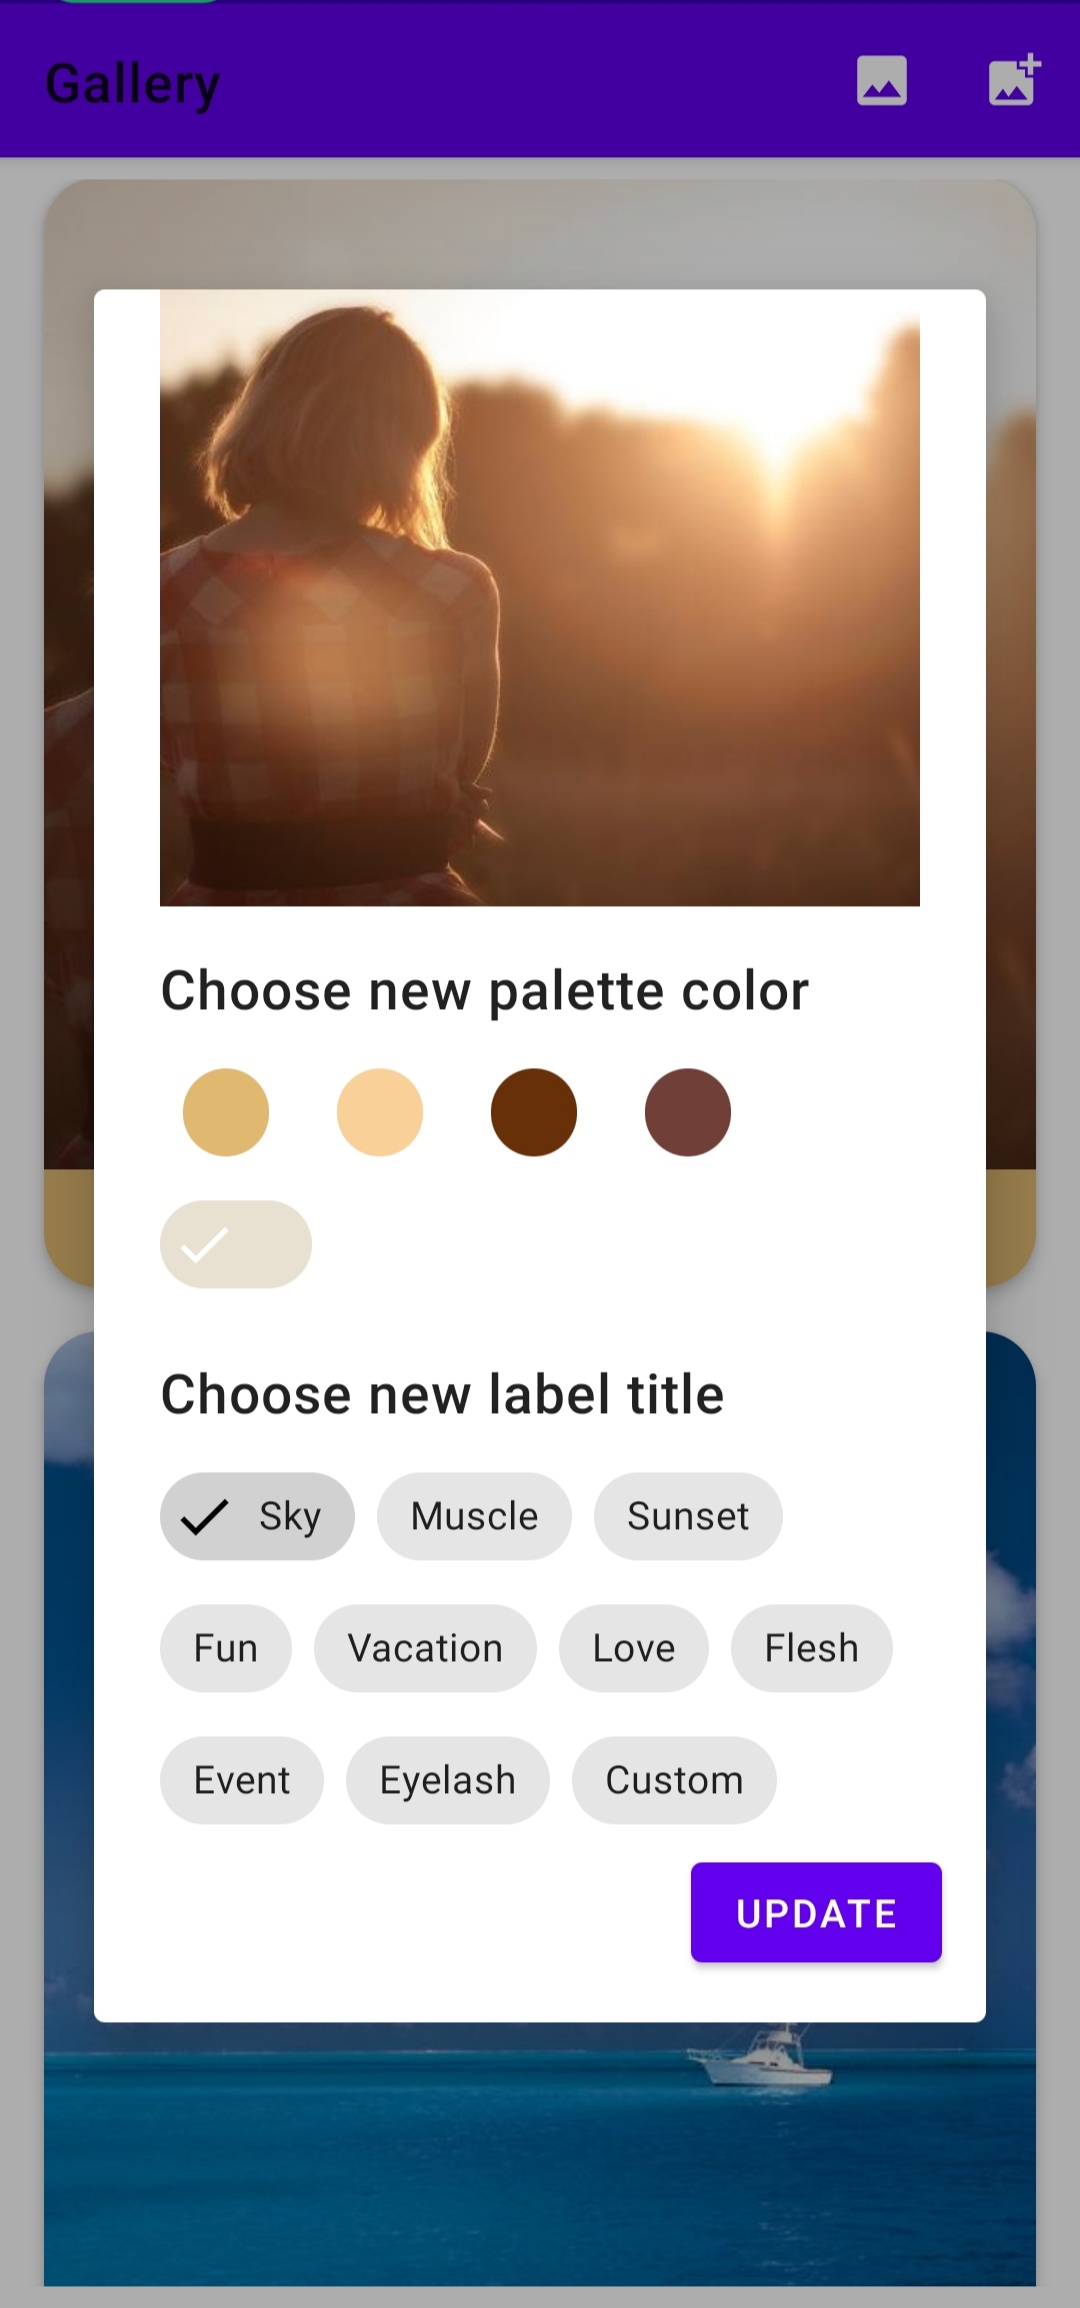 Gallery
Choose new palette color
Choose new label title
Sky Muscle Sunset
Fun Vacation Love Flesh
Event Eyelash Custom
UPDATE